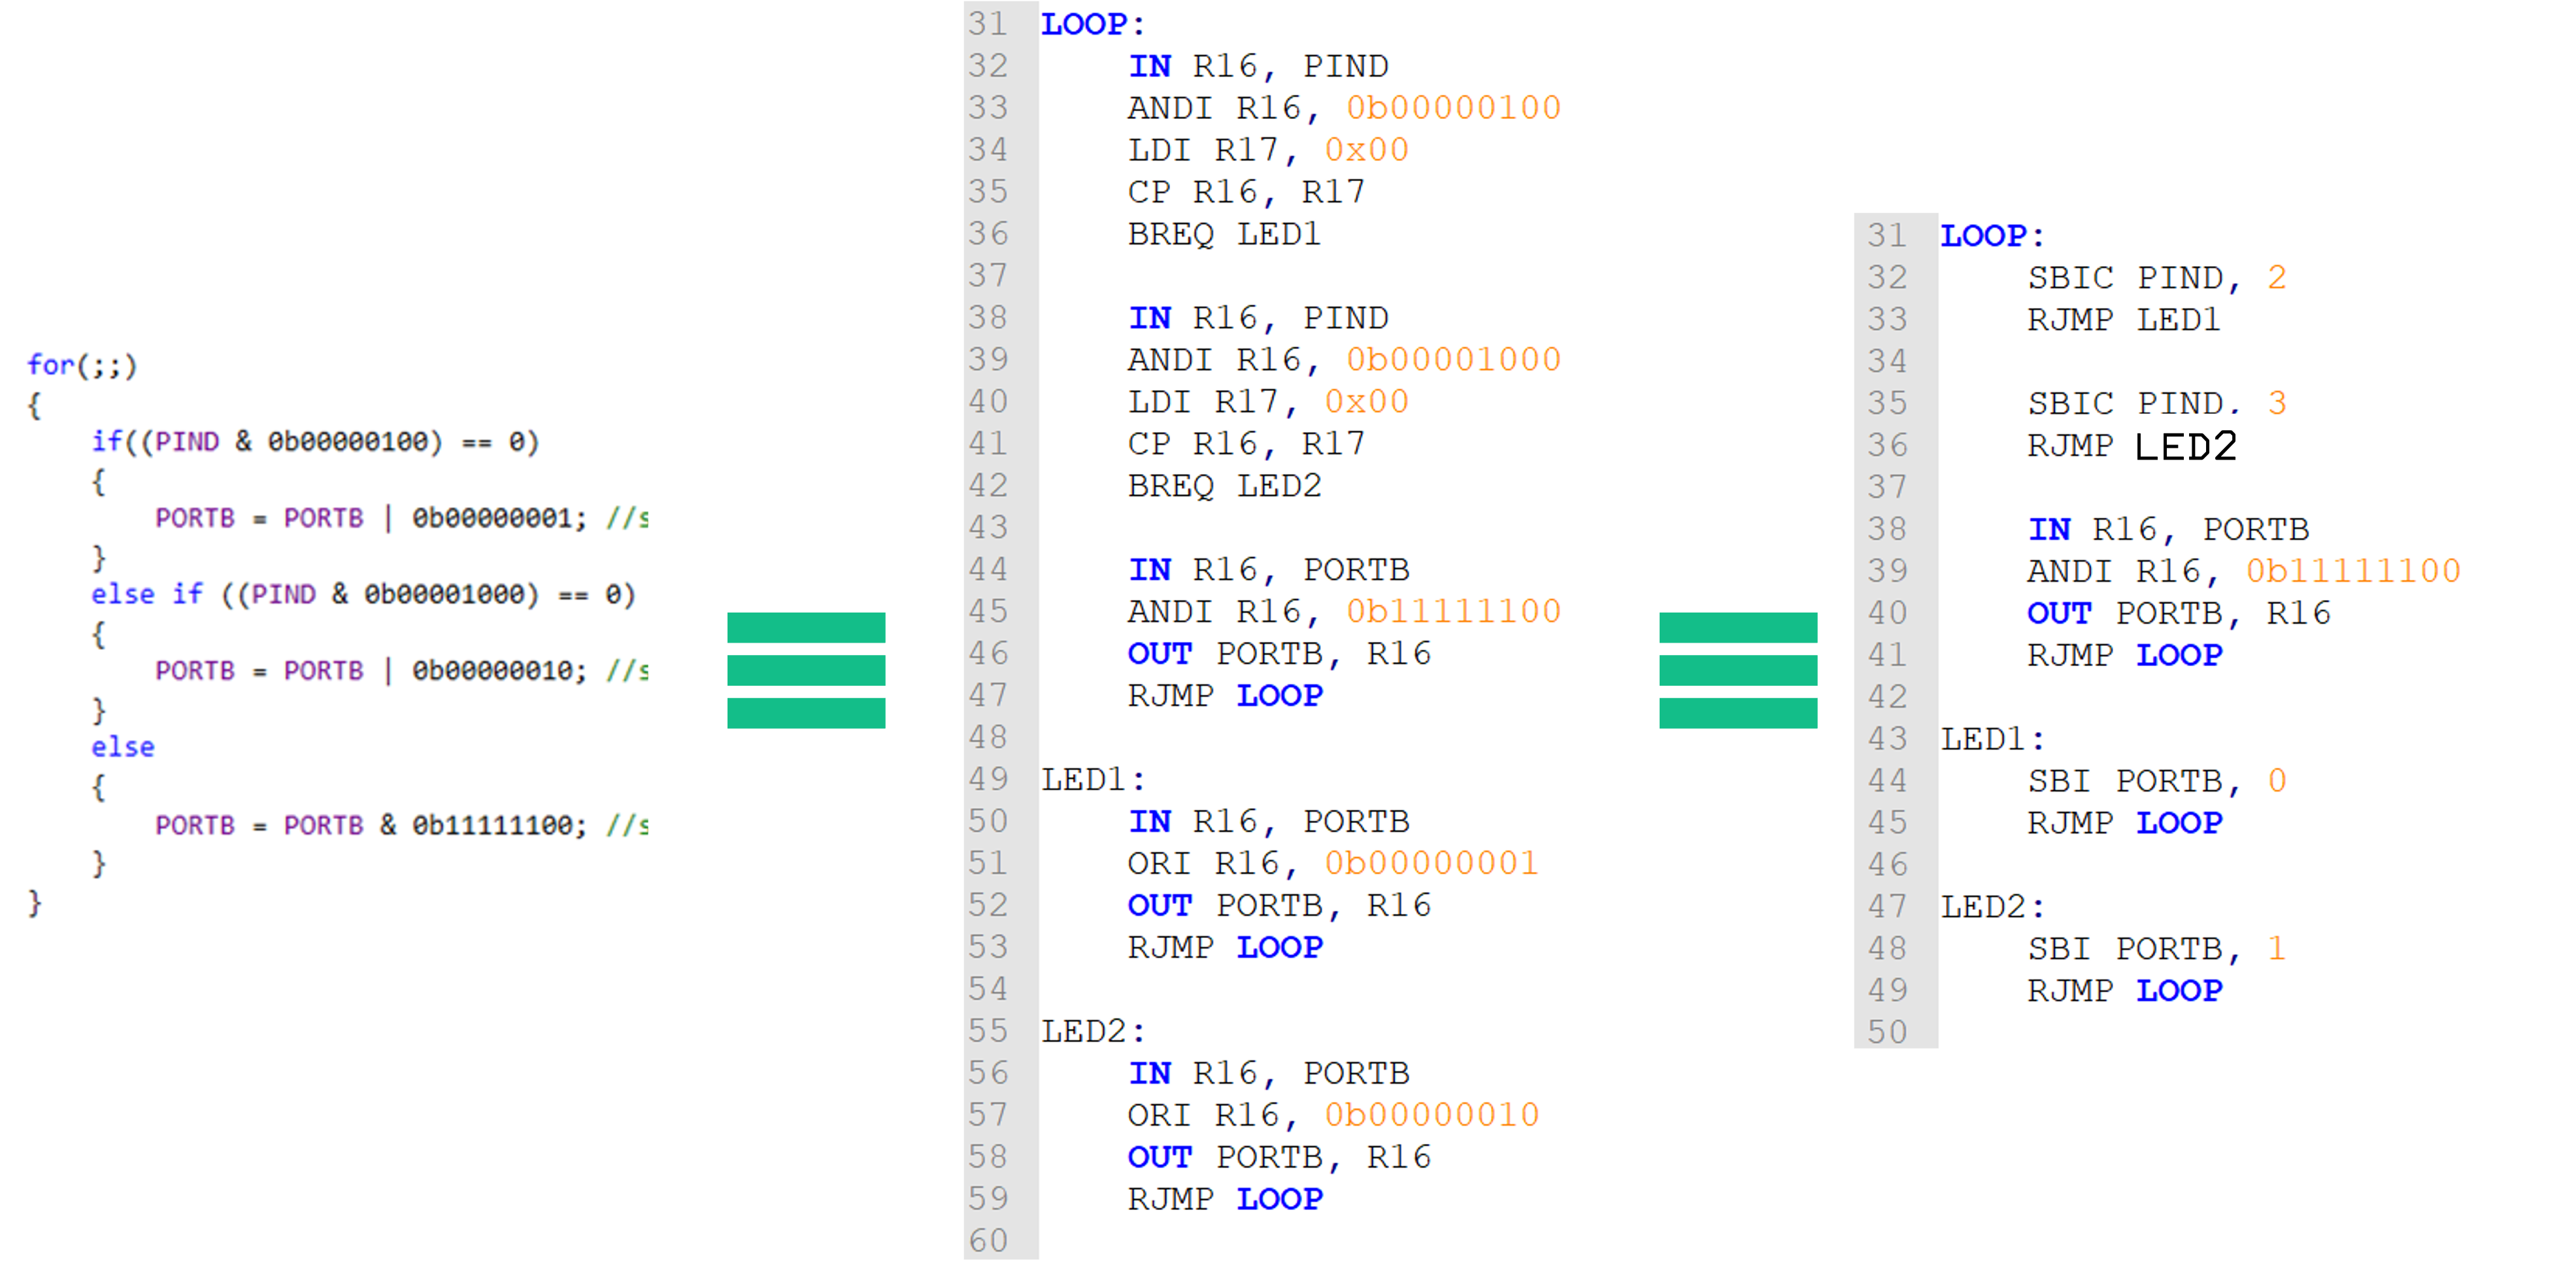 for(;;)
{
if((PIND & 0b00000100) == 0)
{
PORTB = PORTB | 0b00000001; //s
}
else if ((PIND & 0b00001000) == 0)
{
PORTB = PORTB | 0b00000010; //s
}
else
{
PORTB = PORTB & 0b11111100; //s
}
}
31 LOOP:
32 IN R16, PIND
33 ANDI R16, 0b00000100
34 LDI R17, 0x00
35 CP R16, R17
36 BREQ LED1
37
38 IN R16, PIND
39 ANDI R16, 0b00001000
40 LDI R17, 0x00
41 CP R16, R17
42 BREQ LED2
43
44 IN R16, PORTB
45 ANDI R16, 0b11111100
46 OUT PORTB, R16
47 RJMP LOOP
48
49 LED1:
50 IN R16, PORTB
51 ORI R16, 0b00000001
52 OUT PORTB, R16
53 RJMP LOOP
54
55 LED2:
56 IN R16, PORTB
57 ORI R16, 0b00000010
58 OUT PORTB, R16
59 RJMP LOOP
60
31 LOOP:
32 SBIC PIND, 2
33 RJMP LED1
34
35 SBIC PIND. 3
36 RJMP LED2
37
38 IN R16, PORTB
39 ANDI R16, 0b11111100
40 OUT PORTB, R16
41 RJMP LOOP
42
43 LED1:
44 SBI PORTB, 0
45 RJMP LOOP
46
47 LED2:
48 SBI PORTB, 1
49 RJMP LOOP
50